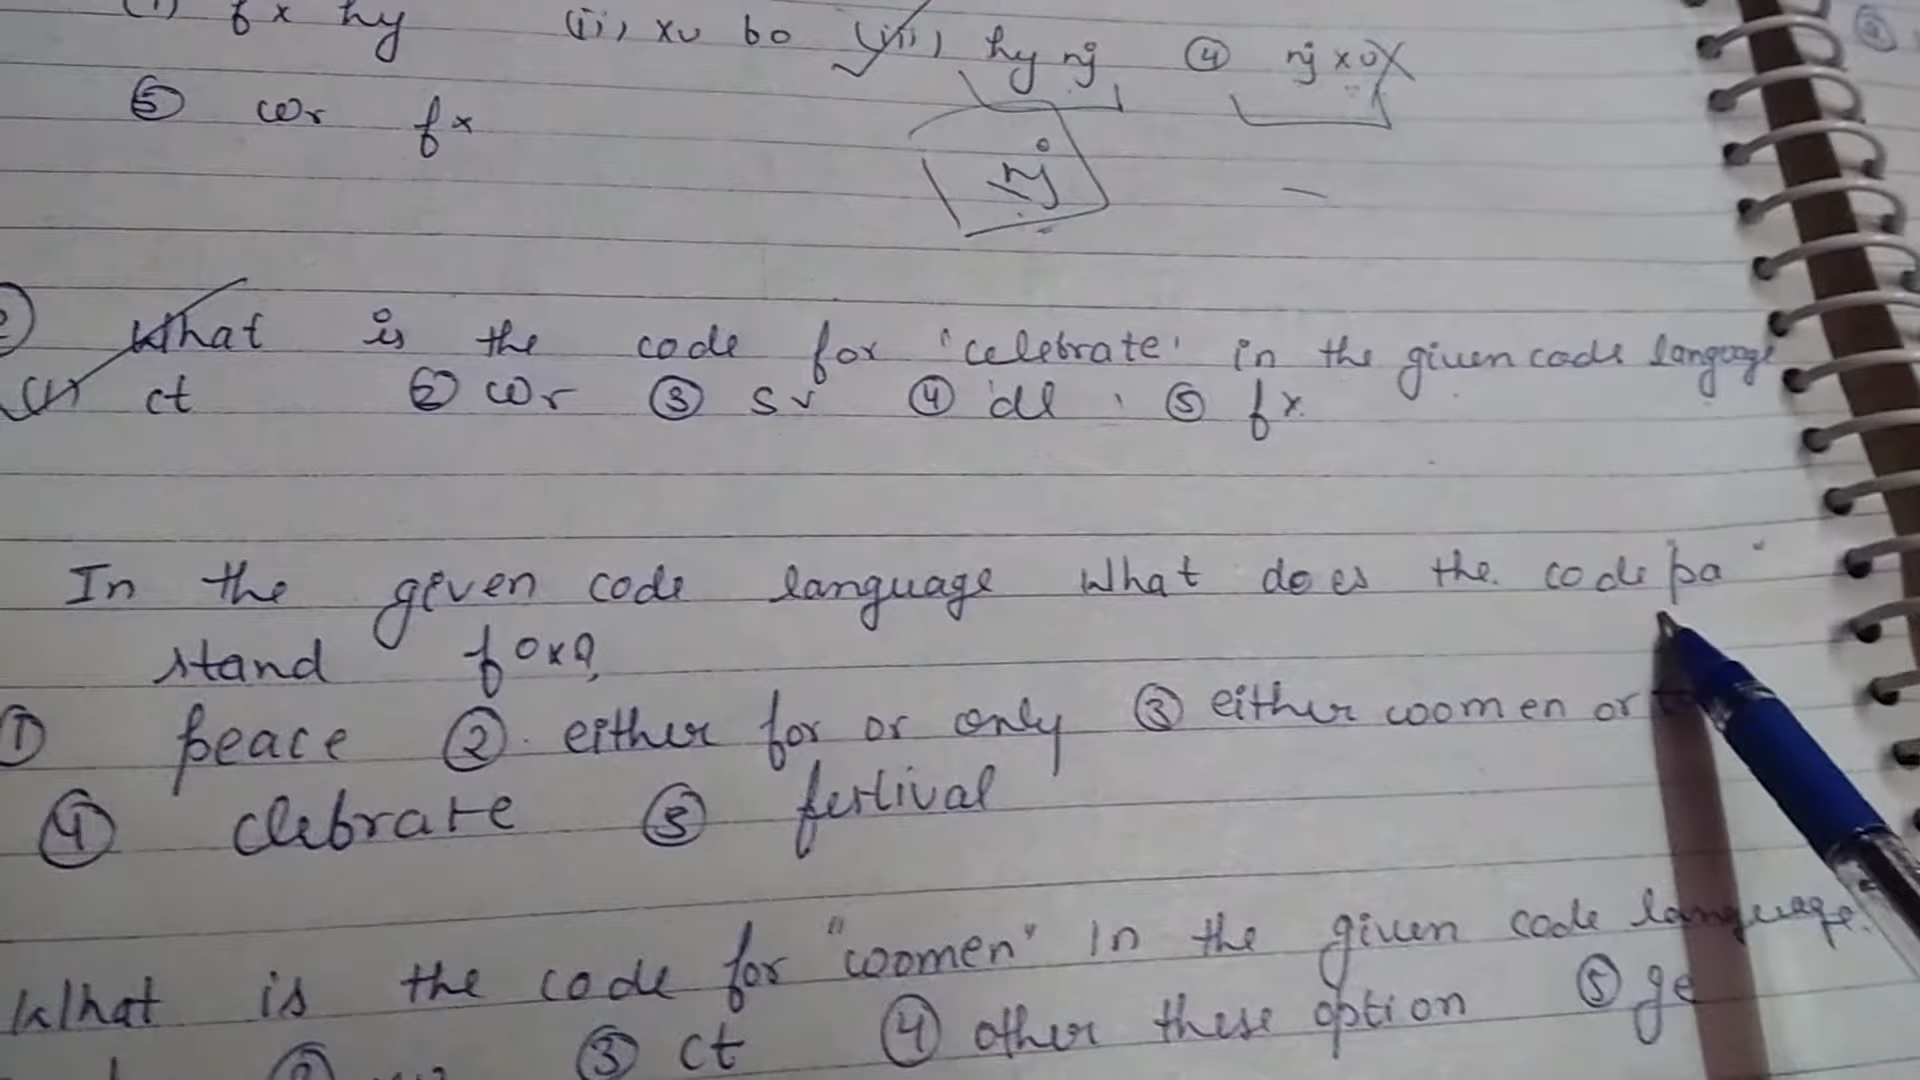 (i) fx hy (ii) xv bo (iii) hy nj ④ nj xv
⑤ wr fx
nj
What is the code for 'celebrate' in the given code language
(1) ct ② wr ③ sv ④ dl ⑤ fx
In the given code language What does the code 'pa'
stand for?
① peace ② either for or only ③ either women or
④ clebrate ⑤ festival
What is the code for "women" in the given code language.
③ ct ④ other these option ⑤ ge